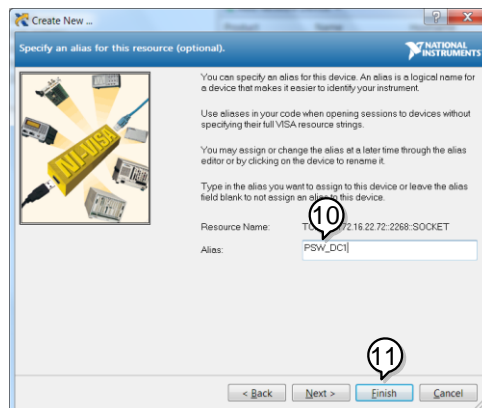 Create New ...
Specify an alias for this resource (optional).
NATIONAL
INSTRUMENTS
You can specify an alias for this device. An alias is a logical name for
a device that makes it easier to identify your instrument.
Use aliases in your code when opening sessions to devices without
specifying their full VISA resource strings.
You may assign or change the alias at a later time through the alias
editor or by clicking on the device to rename it.
Type in the alias you want to assign to this device or leave the alias
field blank to not assign an alias to this device.
NI-VISA
10
Resource Name: 72.16.22.72::2268::SOCKET
Alias: PSW_DC1
11
< Back Next > Finish Cancel